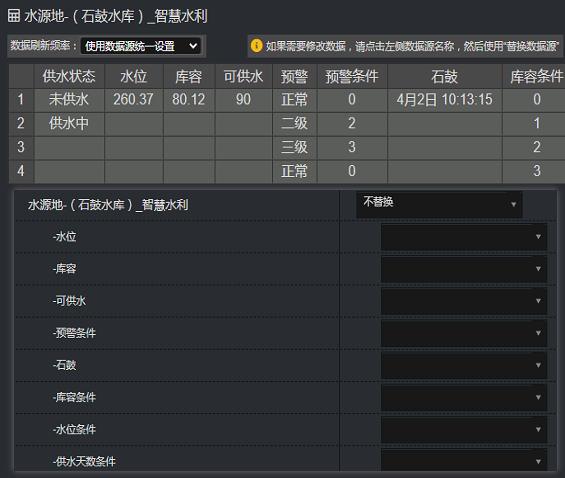 水源地-（石鼓水库）_智慧水利
数据刷新频率： 使用数据源统一设置 如果需要修改数据，请点击左侧数据源名称，然后使用"替换数据源"
供水状态 水位 库容 可供水 预警 预警条件 石鼓 库容条件
1 未供水 260.37 80.12 90 正常 0 4月2日 10:13:15 0
2 供水中 二级 2 1
3 三级 3 2
4 正常 0 3
水源地-（石鼓水库）_智慧水利 不替换
-水位
-库容
-可供水
-预警条件
-石鼓
-库容条件
-水位条件
-供水天数条件